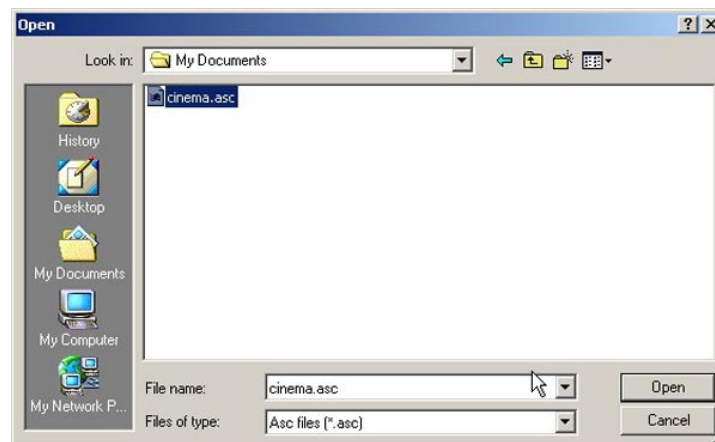 Open
Look in: My Documents
cinema.asc
History
Desktop
My Documents
My Computer
My Network P...
File name: cinema.asc
Open
Files of type: Asc files (*.asc)
Cancel